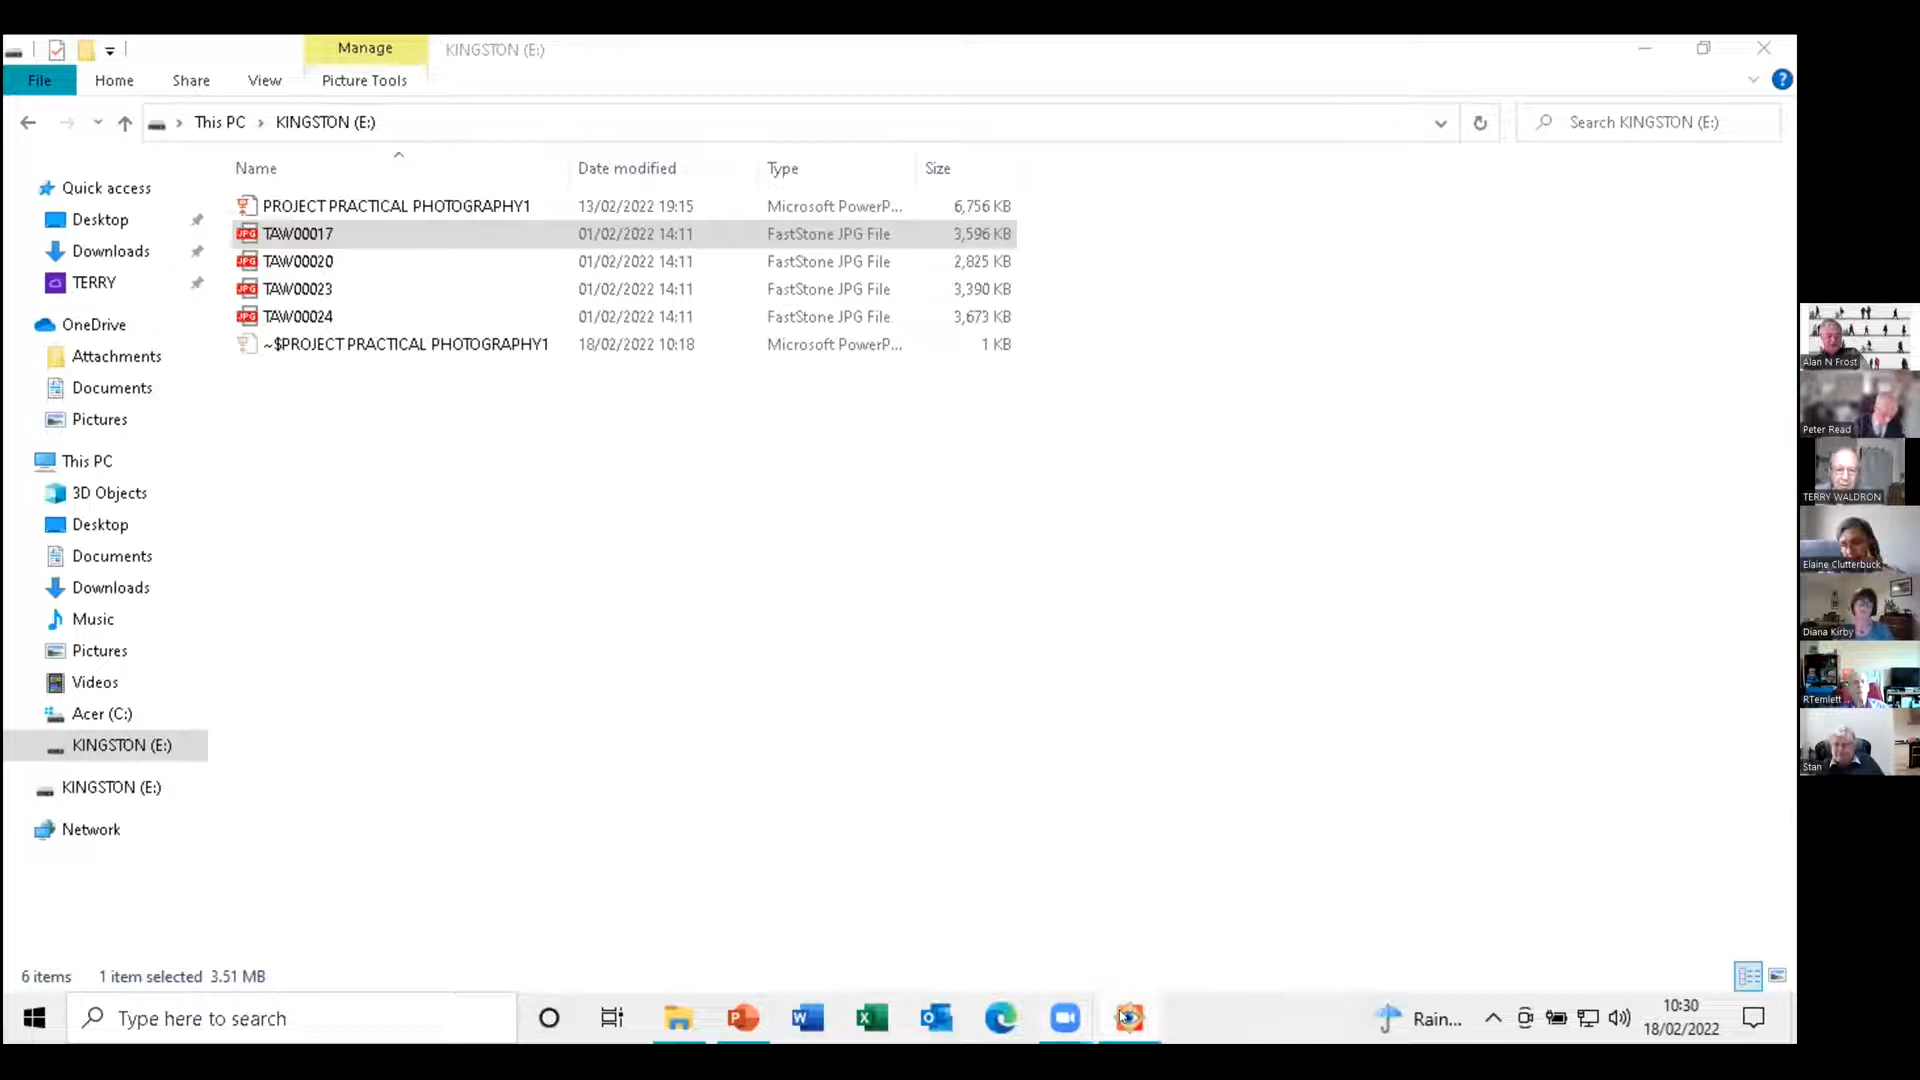 Manage
KINGSTON (E:)
File
Home
Share
View
Picture Tools
This PC
KINGSTON (E:)
Search KINGSTON (E:)
Name
Date modified
Type
Size
PROJECT PRACTICAL PHOTOGRAPHY1 13/02/2022 19:15 Microsoft PowerP... 6,756 KB
TAW00017 01/02/2022 14:11 FastStone JPG File 3,596 KB
TAW00020 01/02/2022 14:11 FastStone JPG File 2,825 KB
TAW00023 01/02/2022 14:11 FastStone JPG File 3,390 KB
TAW00024 01/02/2022 14:11 FastStone JPG File 3,673 KB
~$PROJECT PRACTICAL PHOTOGRAPHY1 18/02/2022 10:18 Microsoft PowerP... 1 KB
Quick access
Desktop
Downloads
TERRY
OneDrive
Attachments
Documents
Pictures
This PC
3D Objects
Desktop
Documents
Downloads
Music
Pictures
Videos
Acer (C:)
KINGSTON (E:)
KINGSTON (E:)
Network
6 items 1 item selected 3.51 MB
Type here to search
Rain...
10:30
18/02/2022
Alan N Frost
Peter Read
TERRY WALDRON
Elaine Clutterbuck
Diana Kirby
RTemlett
Stan